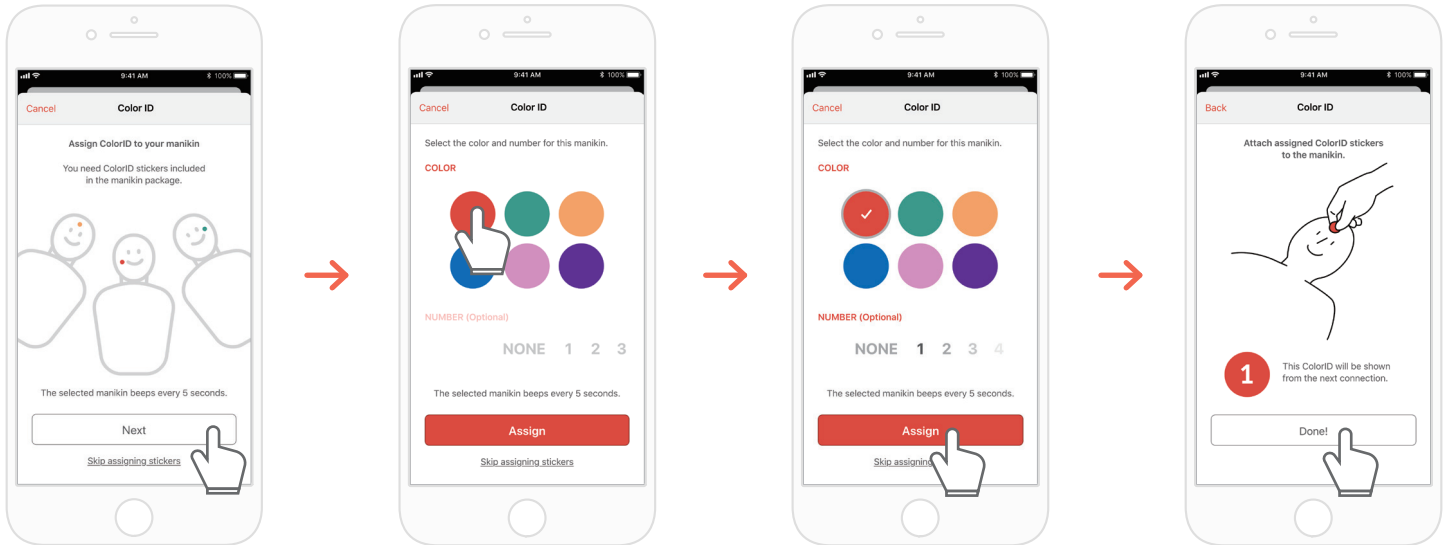 9:41 AM 100%
Cancel Color ID
Assign ColorID to your manikin
You need ColorID stickers included
in the manikin package.
The selected manikin beeps every 5 seconds.
Next
Skip assigning stickers
9:41 AM 100%
Cancel Color ID
Select the color and number for this manikin.
COLOR
NUMBER (Optional)
NONE 1 2 3
The selected manikin beeps every 5 seconds.
Assign
Skip assigning stickers
9:41 AM 100%
Cancel Color ID
Select the color and number for this manikin.
COLOR
NUMBER (Optional)
NONE 1 2 3 4
The selected manikin beeps every 5 seconds.
Assign
Skip assigning
9:41 AM 100%
Back Color ID
Attach assigned ColorID stickers
to the manikin.
1
This ColorID will be shown
from the next connection.
Done!